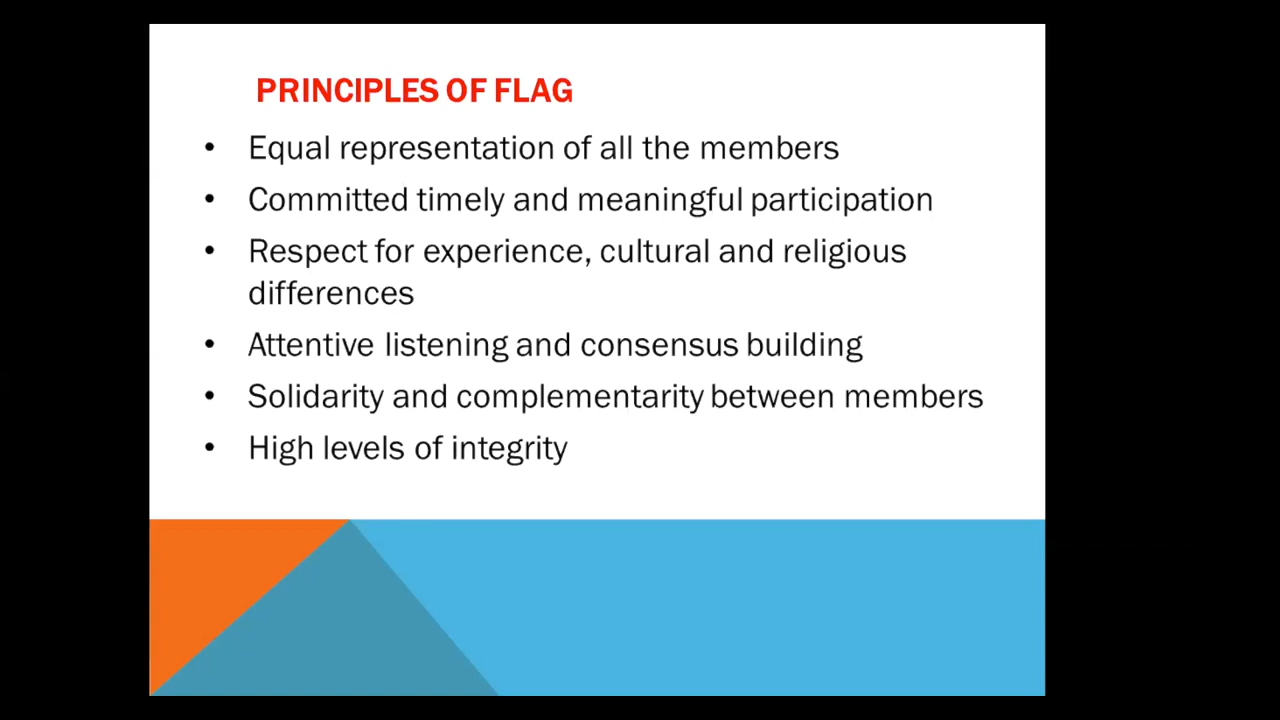 PRINCIPLES OF FLAG
• Equal representation of all the members
• Committed timely and meaningful participation
• Respect for experience, cultural and religious
differences
• Attentive listening and consensus building
• Solidarity and complementarity between members
• High levels of integrity